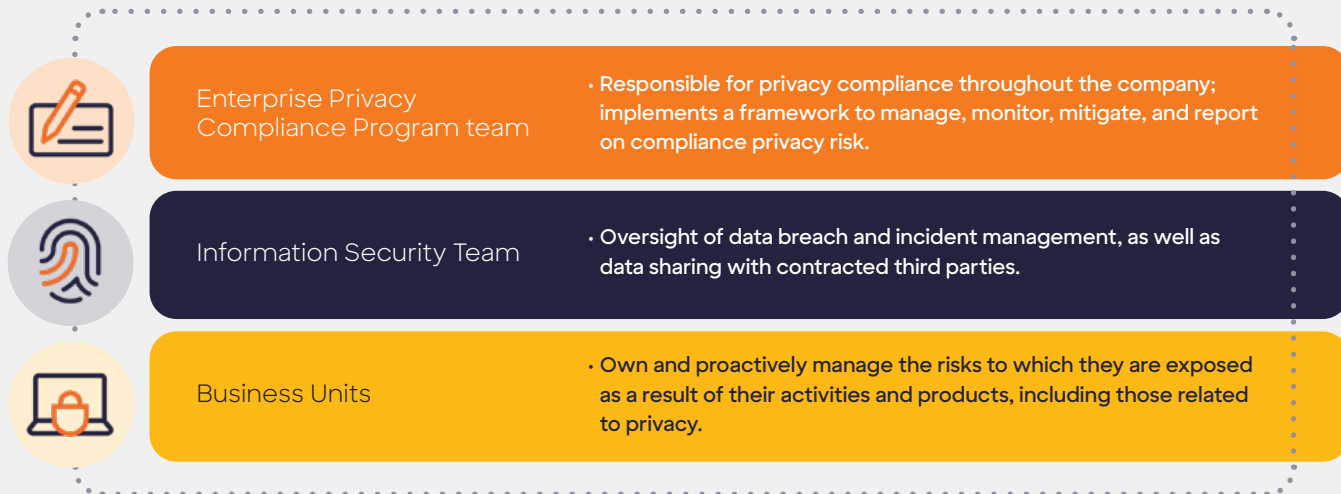 Enterprise Privacy
Compliance Program team
• Responsible for privacy compliance throughout the company;
implements a framework to manage, monitor, mitigate, and report
on compliance privacy risk.
Information Security Team
• Oversight of data breach and incident management, as well as
data sharing with contracted third parties.
Business Units
• Own and proactively manage the risks to which they are exposed
as a result of their activities and products, including those related
to privacy.